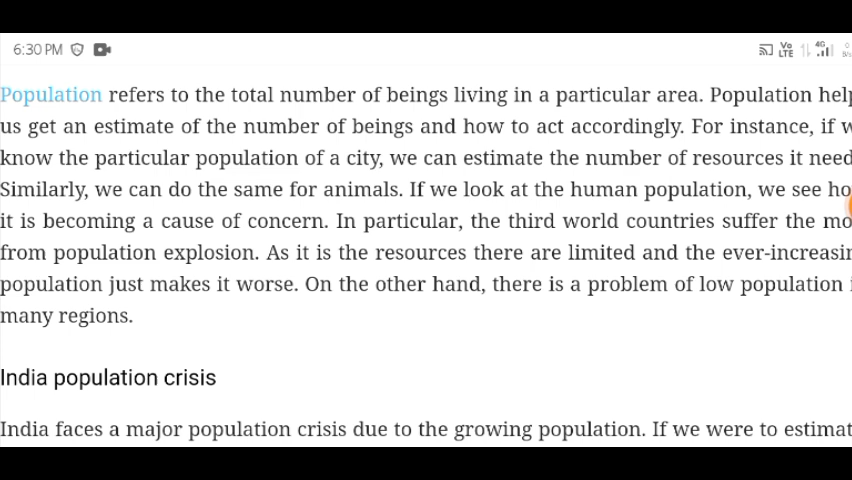 6:30 PM
Vo LTE 4G
Population refers to the total number of beings living in a particular area. Population help
us get an estimate of the number of beings and how to act accordingly. For instance, if w
know the particular population of a city, we can estimate the number of resources it need
Similarly, we can do the same for animals. If we look at the human population, we see ho
it is becoming a cause of concern. In particular, the third world countries suffer the mo
from population explosion. As it is the resources there are limited and the ever-increasin
population just makes it worse. On the other hand, there is a problem of low population i
many regions.
India population crisis
India faces a major population crisis due to the growing population. If we were to estimat